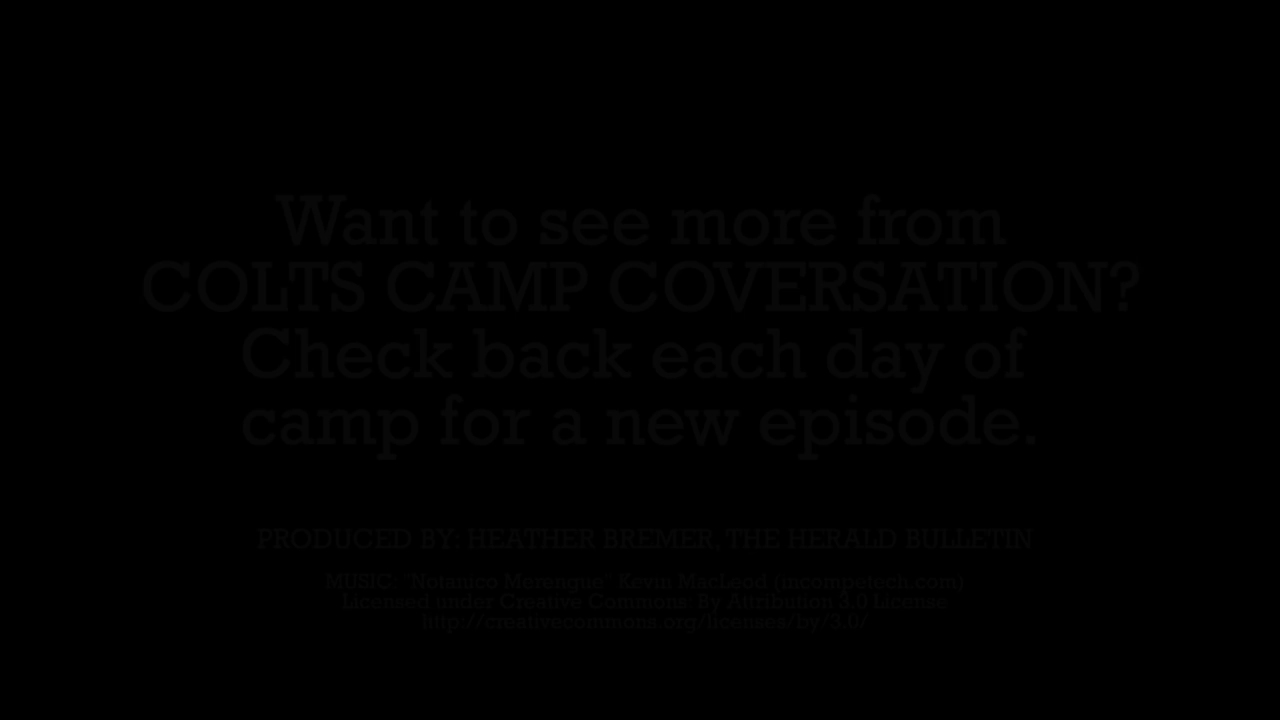 Want to see more from
COLTS CAMP COVERSATION?
Check back each day of
camp for a new episode.
PRODUCED BY: HEATHER BREMER, THE HERALD BULLETIN
MUSIC: "Notanico Merengue" Kevin MacLeod (incompetech.com)
Licensed under Creative Commons: By Attribution 3.0 License
http://creativecommons.org/licenses/by/3.0/